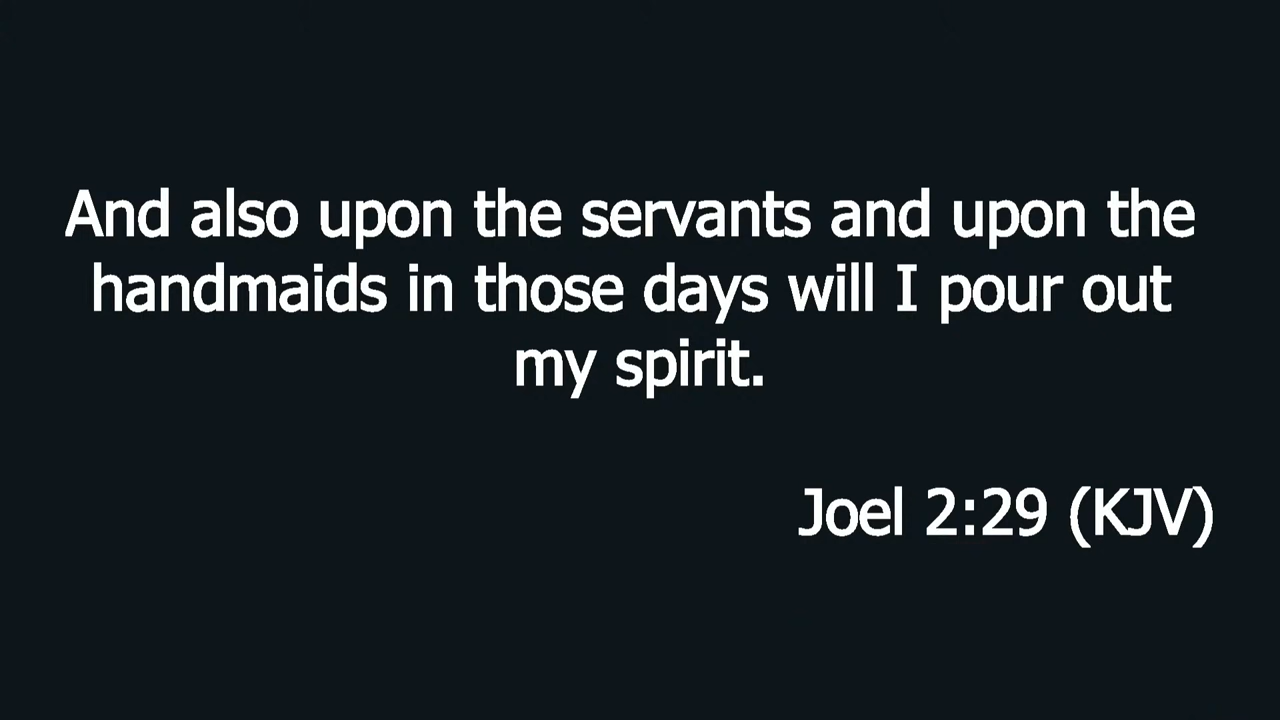 And also upon the servants and upon the
handmaids in those days will I pour out
my spirit.
Joel 2:29 (KJV)